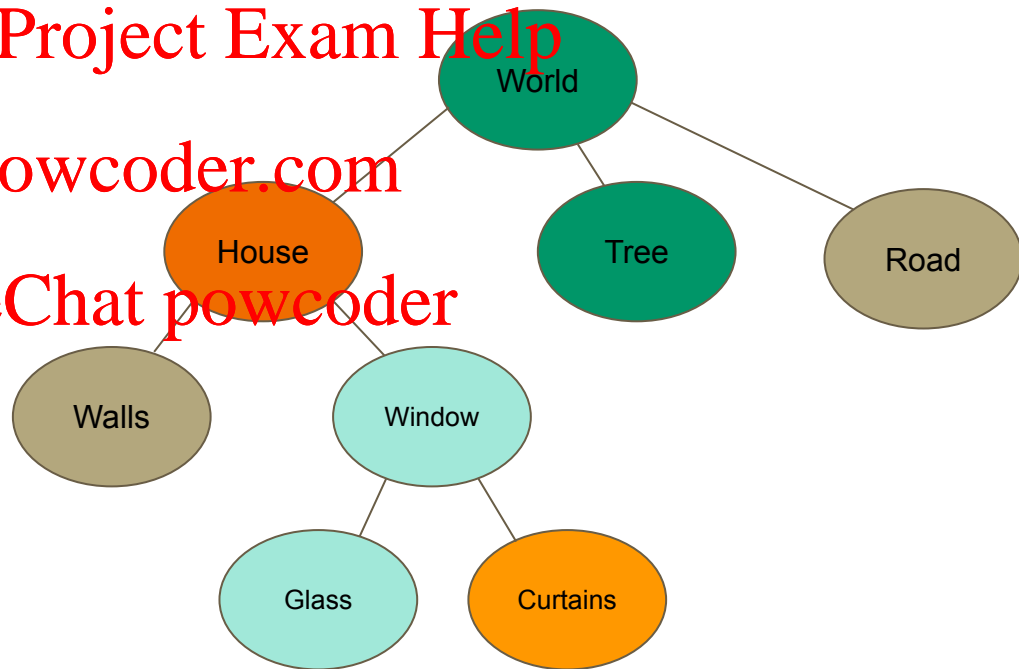 Project Exam Help
World
owcoder.com
House
Tree
Road
Chat powcoder
Walls
Window
Glass
Curtains